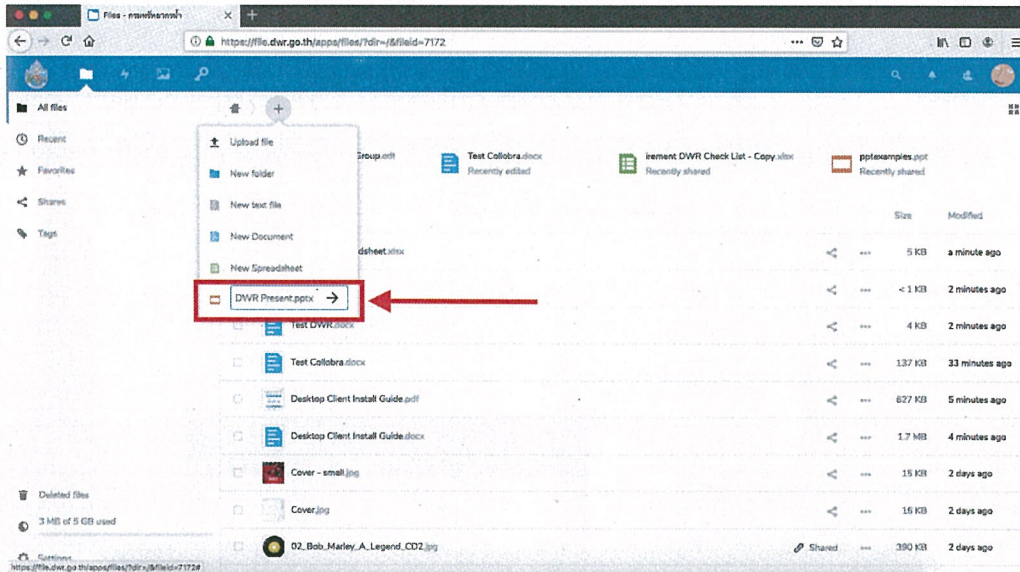 Files - กรมทรัพยากรน้ำ
https://file.dwr.go.th/apps/files/?dir=/&fileid=7172
All files
Recent
Favorites
Shares
Tags
Upload file
New folder
New text file
New Document
New Spreadsheet
DWR Present.pptx
Group.odt
Test Collobra.docx
Recently edited
irement DWR Check List - Copy.xlsx
Recently shared
pptexamples.ppt
Recently shared
Size Modified
dsheet.xlsx 5 KB a minute ago
< 1 KB 2 minutes ago
Test DWR.docx 4 KB 2 minutes ago
Test Collobra.docx 137 KB 33 minutes ago
Desktop Client Install Guide.pdf 627 KB 5 minutes ago
Desktop Client Install Guide.docx 1.7 MB 4 minutes ago
Cover - small.jpg 15 KB 2 days ago
Cover.jpg 16 KB 2 days ago
02_Bob_Marley_A_Legend_CD2.jpg Shared 390 KB 2 days ago
Deleted files
3 MB of 5 GB used
Settings
https://file.dwr.go.th/apps/files/?dir=/&fileid=7172#